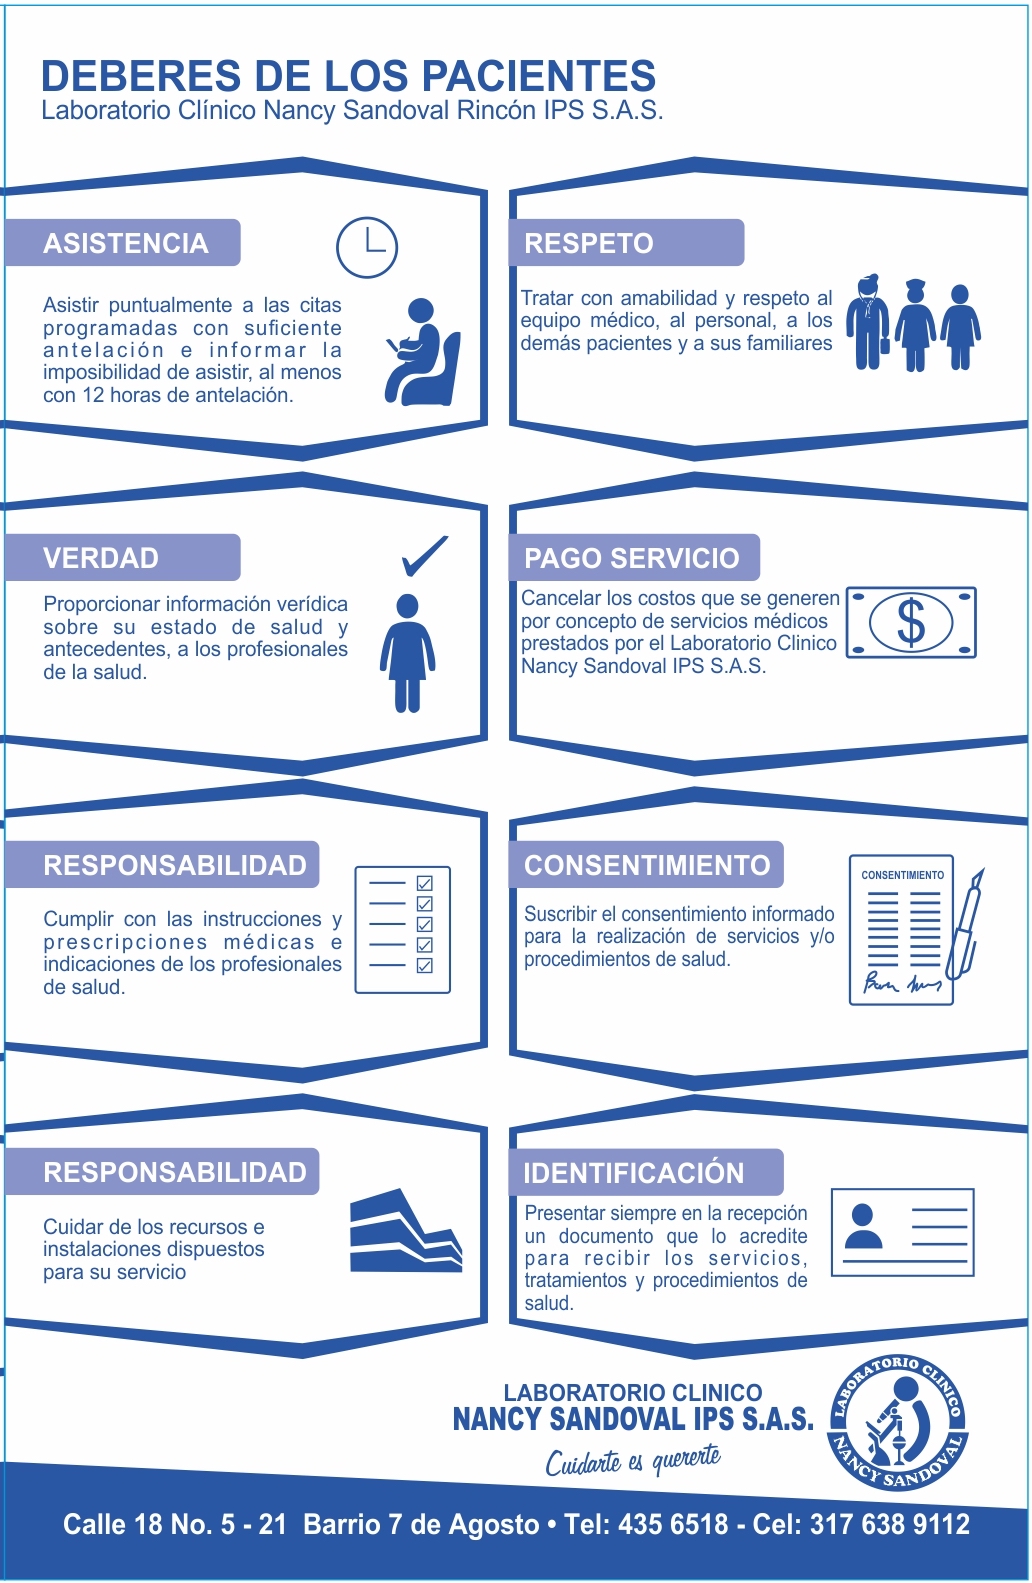 DEBERES DE LOS PACIENTES
Laboratorio Clínico Nancy Sandoval Rincón IPS S.A.S.
ASISTENCIA
Asistir puntualmente a las citas
programadas con suficiente
antelación e informar la
imposibilidad de asistir, al menos
con 12 horas de antelación.
RESPETO
Tratar con amabilidad y respeto al
equipo médico, al personal, a los
demás pacientes y a sus familiares
VERDAD
Proporcionar información verídica
sobre su estado de salud y
antecedentes, a los profesionales
de la salud.
PAGO SERVICIO
Cancelar los costos que se generen
por concepto de servicios médicos
prestados por el Laboratorio Clinico
Nancy Sandoval IPS S.A.S.
$
RESPONSABILIDAD
Cumplir con las instrucciones y
prescripciones médicas e
indicaciones de los profesionales
de salud.
CONSENTIMIENTO
Suscribir el consentimiento informado
para la realización de servicios y/o
procedimientos de salud.
CONSENTIMIENTO
RESPONSABILIDAD
Cuidar de los recursos e
instalaciones dispuestos
para su servicio
IDENTIFICACIÓN
Presentar siempre en la recepción
un documento que lo acredite
para recibir los servicios,
tratamientos y procedimientos de
salud.
LABORATORIO CLINICO
NANCY SANDOVAL IPS S.A.S.
Cuidarte es quererte
LABORATORIO CLINICO
NANCY SANDOVAL
Calle 18 No. 5 - 21 Barrio 7 de Agosto • Tel: 435 6518 - Cel: 317 638 9112